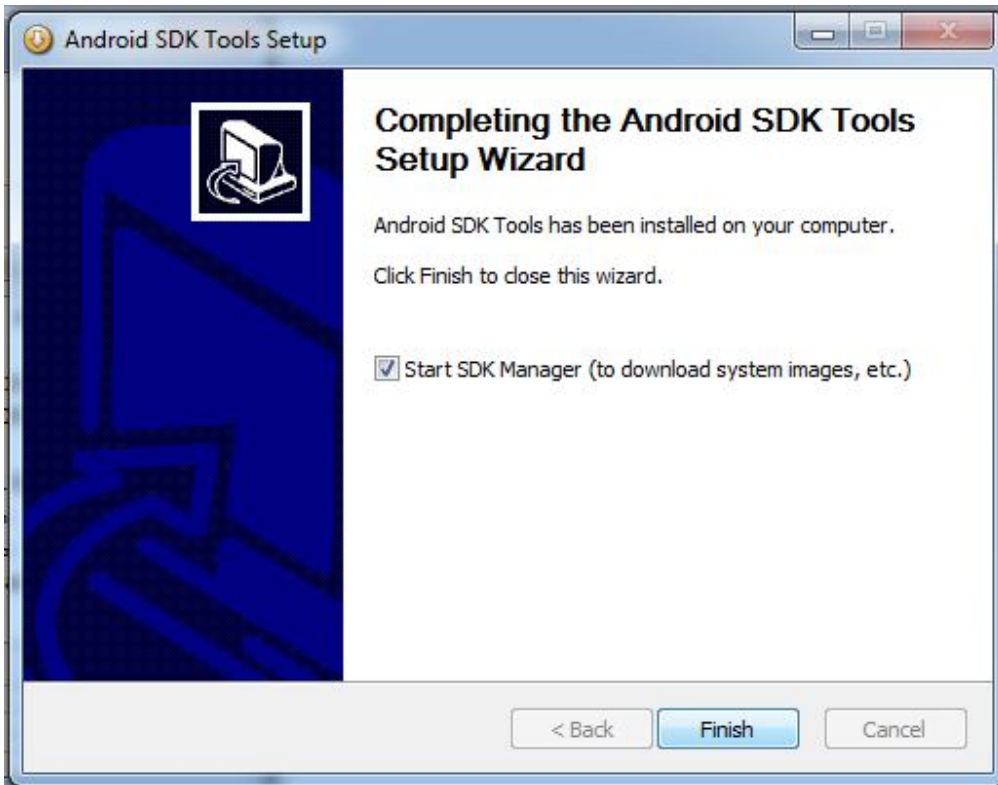 Android SDK Tools Setup
Completing the Android SDK Tools
Setup Wizard
Android SDK Tools has been installed on your computer.
Click Finish to close this wizard.
Start SDK Manager (to download system images, etc.)
< Back Finish Cancel